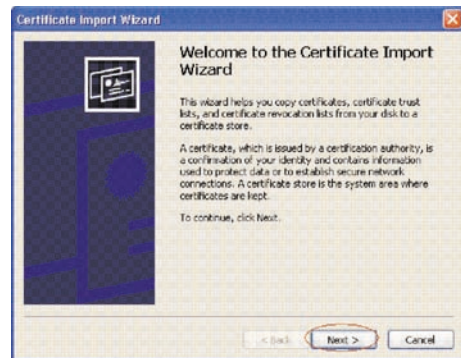 Certificate Import Wizard
Welcome to the Certificate Import
Wizard
This wizard helps you copy certificates, certificate trust
lists, and certificate revocation lists from your disk to a
certificate store.
A certificate, which is issued by a certification authority, is
a confirmation of your identity and contains information
used to protect data or to establish secure network
connections. A certificate store is the system area where
certificates are kept.
To continue, click Next.
< Back
Next >
Cancel